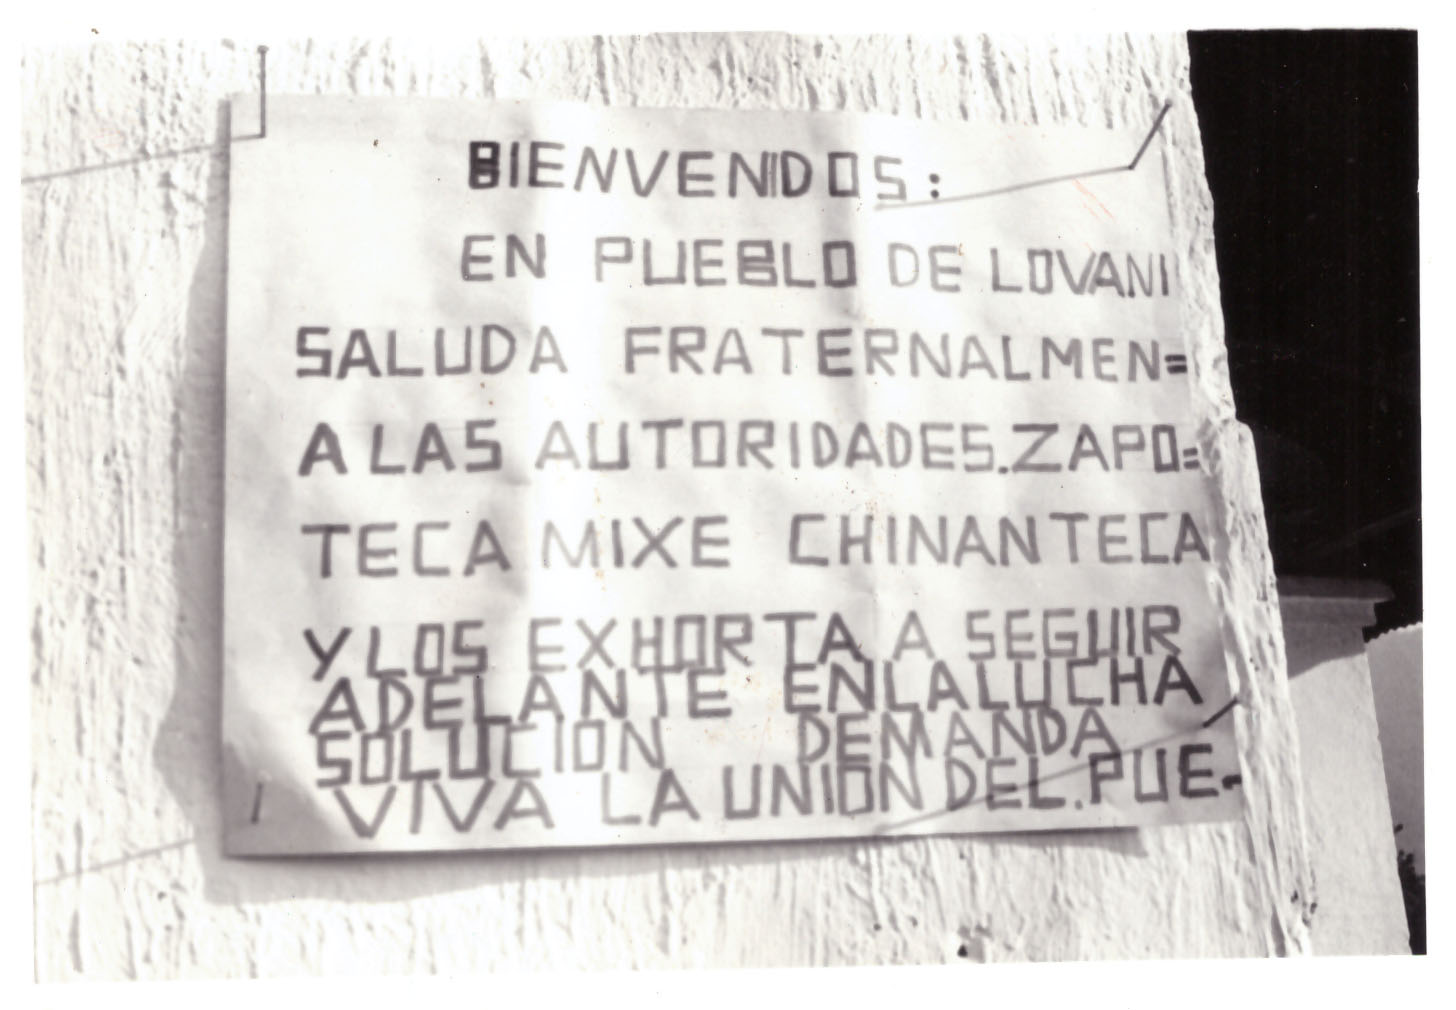 BIENVENIDOS:
EN PUEBLO DE LOVANI
SALUDA FRATERNALMEN=
A LAS AUTORIDADES.ZAPO=
TECA MIXE CHINANTECA
Y LOS EXHORTA A SEGUIR
ADELANTE EN LA LUCHA
SOLUCION DEMANDA
VIVA LA UNION DEL.PUE-